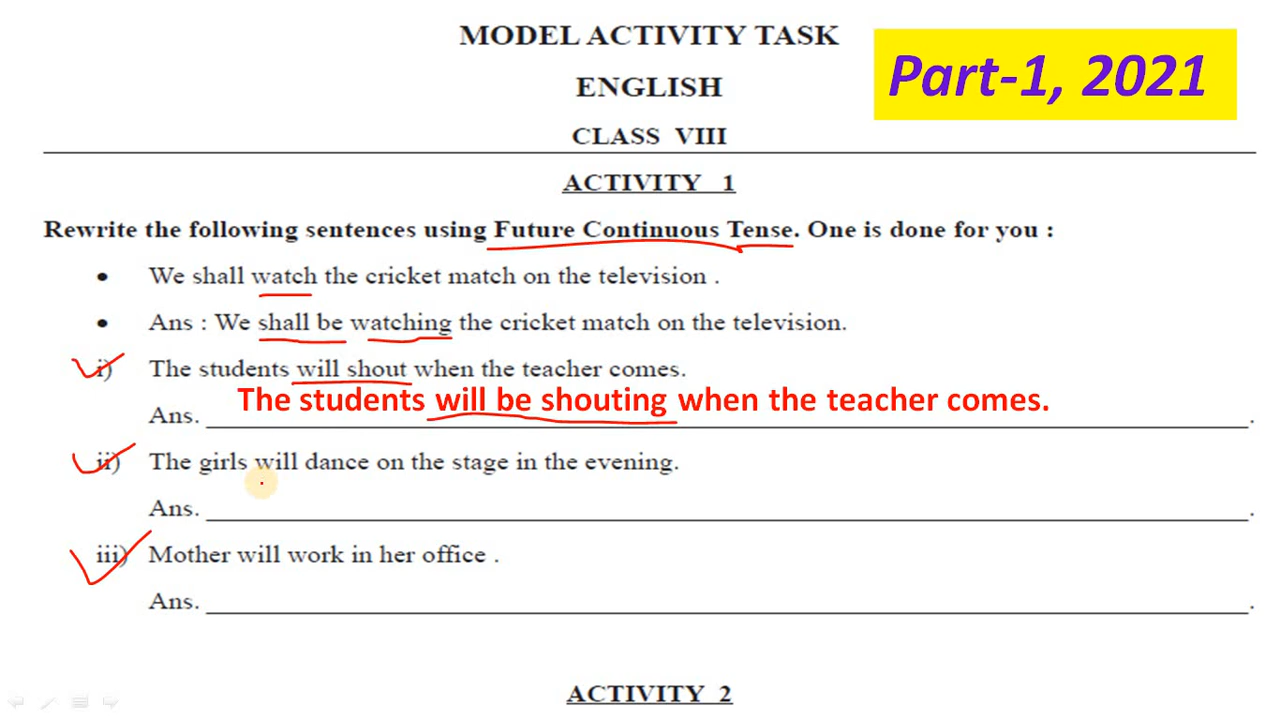 MODEL ACTIVITY TASK
Part-1, 2021
ENGLISH
CLASS VIII
ACTIVITY 1
Rewrite the following sentences using Future Continuous Tense. One is done for you :
• We shall watch the cricket match on the television .
• Ans : We shall be watching the cricket match on the television.
i) The students will shout when the teacher comes.
The students will be shouting when the teacher comes.
Ans. .
ii) The girls will dance on the stage in the evening.
Ans. .
iii) Mother will work in her office .
Ans. .
ACTIVITY 2